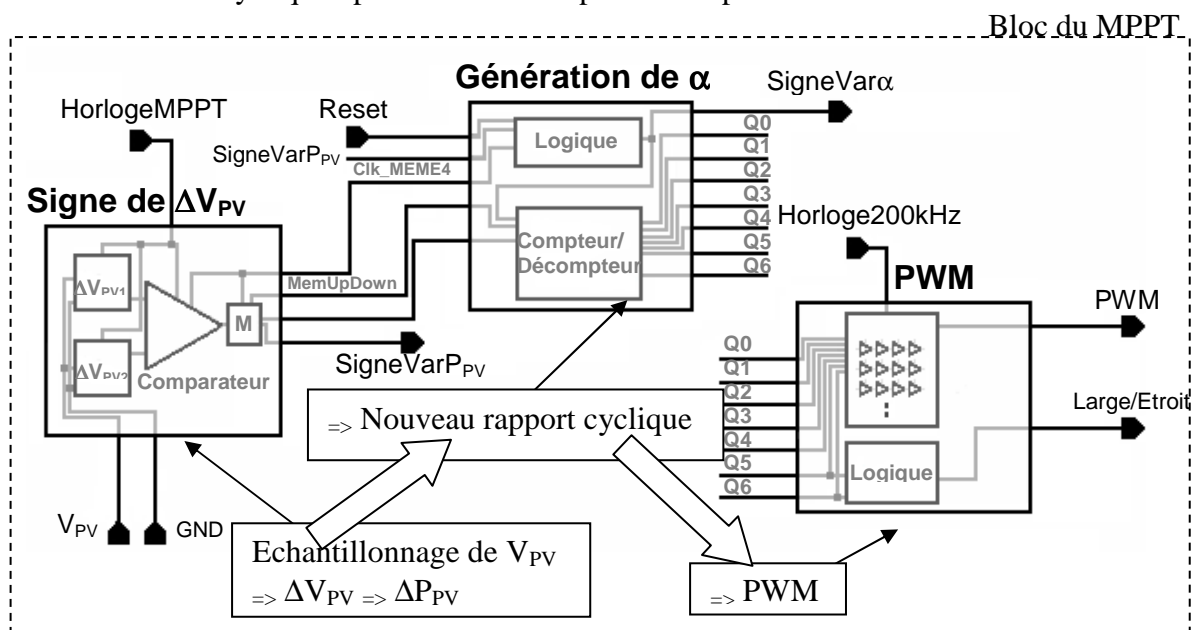 Bloc du MPPT
Génération de α
SigneVarα
HorlogeMPPT
Reset
SigneVarP_PV
Clk_MEME4
Logique
Q0
Q1
Q2
Q3
Q4
Q5
Q6
Compteur/
Décompteur
Signe de ΔV_PV
ΔV_PV1
ΔV_PV2
Comparateur
M
MemUpDown
SigneVarP_PV
V_PV
GND
Horloge200kHz
PWM
PWM
Large/Etroit
Q0
Q1
Q2
Q3
Q4
Q5
Q6
Logique
=> Nouveau rapport cyclique
Echantillonnage de V_PV
=> ΔV_PV => ΔP_PV
=> PWM